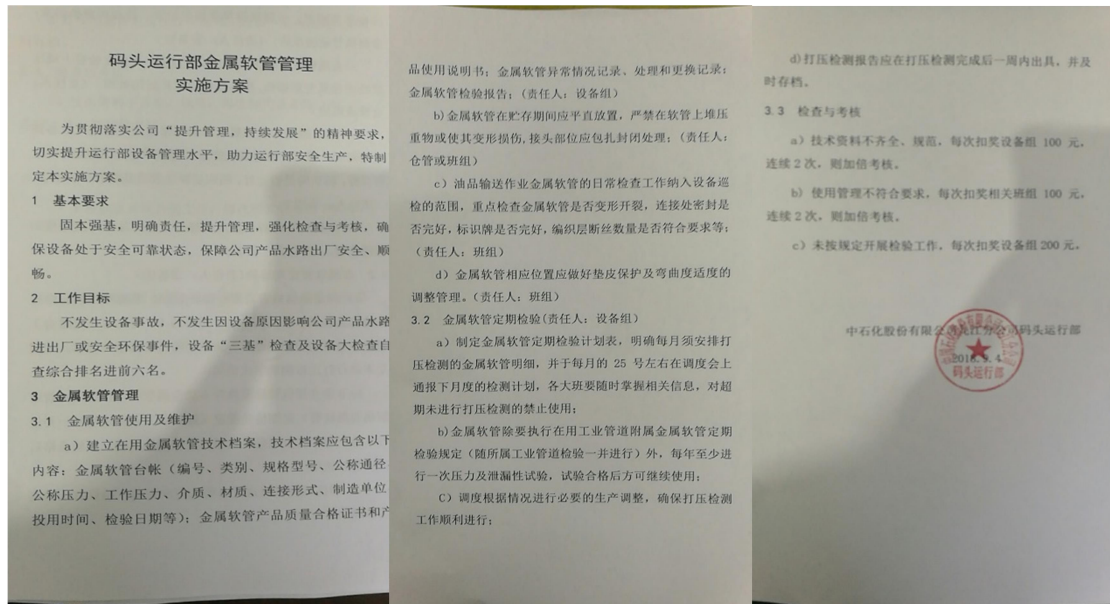 码头运行部金属软管管理
实施方案
为贯彻落实公司“提升管理，持续发展”的精神要求，
切实提升运行部设备管理水平，助力运行部安全生产，特制
定本实施方案。
1 基本要求
固本强基，明确责任，提升管理，强化检查与考核，确
保设备处于安全可靠状态，保障公司产品水路出厂安全、顺
畅。
2 工作目标
不发生设备事故，不发生因设备原因影响公司产品水路
进出厂或安全环保事件，设备“三基”检查及设备大检查自
查综合排名进前六名。
3 金属软管管理
3.1 金属软管使用及维护
a）建立在用金属软管技术档案，技术档案应包含以下
内容：金属软管台帐（编号、类别、规格型号、公称通径
公称压力、工作压力、介质、材质、连接形式、制造单位
投用时间、检验日期等）；金属软管产品质量合格证书和产
品使用说明书；金属软管异常情况记录、处理和更换记录；
金属软管检验报告；（责任人：设备组）
b)金属软管在贮存期间应平直放置，严禁在软管上堆压
重物或使其变形损伤,接头部位应包扎封闭处理；（责任人：
仓管或班组）
c）油品输送作业金属软管的日常检查工作纳入设备巡
检的范围，重点检查金属软管是否变形开裂，连接处密封是
否完好，标识牌是否完好，编织层断丝数量是否符合要求等；
（责任人：班组）
d）金属软管相应位置应做好垫皮保护及弯曲度适度的
调整管理。（责任人：班组）
3.2 金属软管定期检验(责任人：设备组）
a）制定金属软管定期检验计划表，明确每月须安排打
压检测的金属软管明细，并于每月的 25 号左右在调度会上
通报下月度的检测计划，各大班要随时掌握相关信息，对超
期未进行打压检测的禁止使用；
b)金属软管除要执行在用工业管道附属金属软管定期
检验规定（随所属工业管道检验一并进行）外，每年至少进
行一次压力及泄漏性试验，试验合格后方可继续使用；
C）调度根据情况进行必要的生产调整，确保打压检测
工作顺利进行；
d)打压检测报告应在打压检测完成后一周内出具，并及
时存档。
3.3 检查与考核
a）技术资料不齐全、规范，每次扣奖设备组 100 元，
连续 2 次，则加倍考核。
b）使用管理不符合要求，每次扣奖相关班组 100 元，
连续 2 次，则加倍考核。
c）未按规定开展检验工作，每次扣奖设备组 200 元。
中石化股份有限公 分公司码头运行部
码头运行部